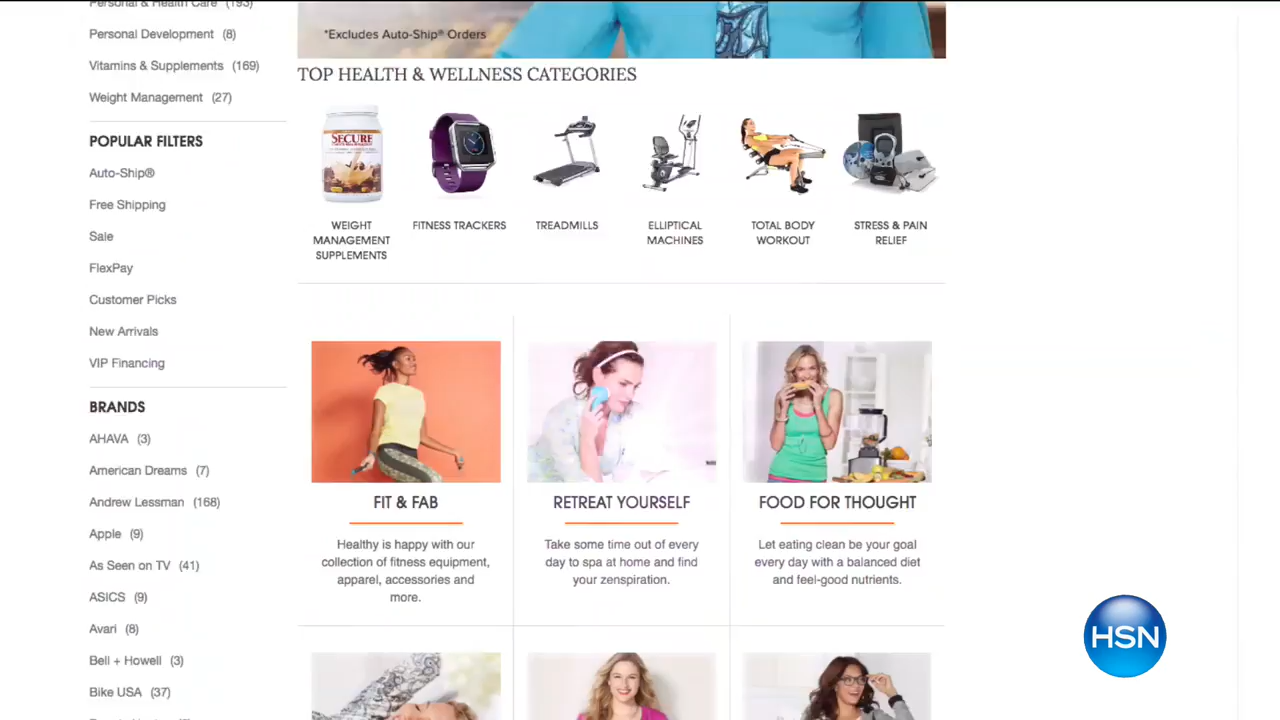 Personal & Health Care (193)
Personal Development (8)
Vitamins & Supplements (169)
Weight Management (27)
POPULAR FILTERS
Auto-Ship®
Free Shipping
Sale
FlexPay
Customer Picks
New Arrivals
VIP Financing
BRANDS
AHAVA (3)
American Dreams (7)
Andrew Lessman (168)
Apple (9)
As Seen on TV (41)
ASICS (9)
Avari (8)
Bell + Howell (3)
Bike USA (37)
*Excludes Auto-Ship® Orders
TOP HEALTH & WELLNESS CATEGORIES
SECURE
WEIGHT
MANAGEMENT
SUPPLEMENTS
FITNESS TRACKERS
TREADMILLS
ELLIPTICAL
MACHINES
TOTAL BODY
WORKOUT
STRESS & PAIN
RELIEF
FIT & FAB
Healthy is happy with our
collection of fitness equipment,
apparel, accessories and
more.
RETREAT YOURSELF
Take some time out of every
day to spa at home and find
your zenspiration.
FOOD FOR THOUGHT
Let eating clean be your goal
every day with a balanced diet
and feel-good nutrients.
HSN